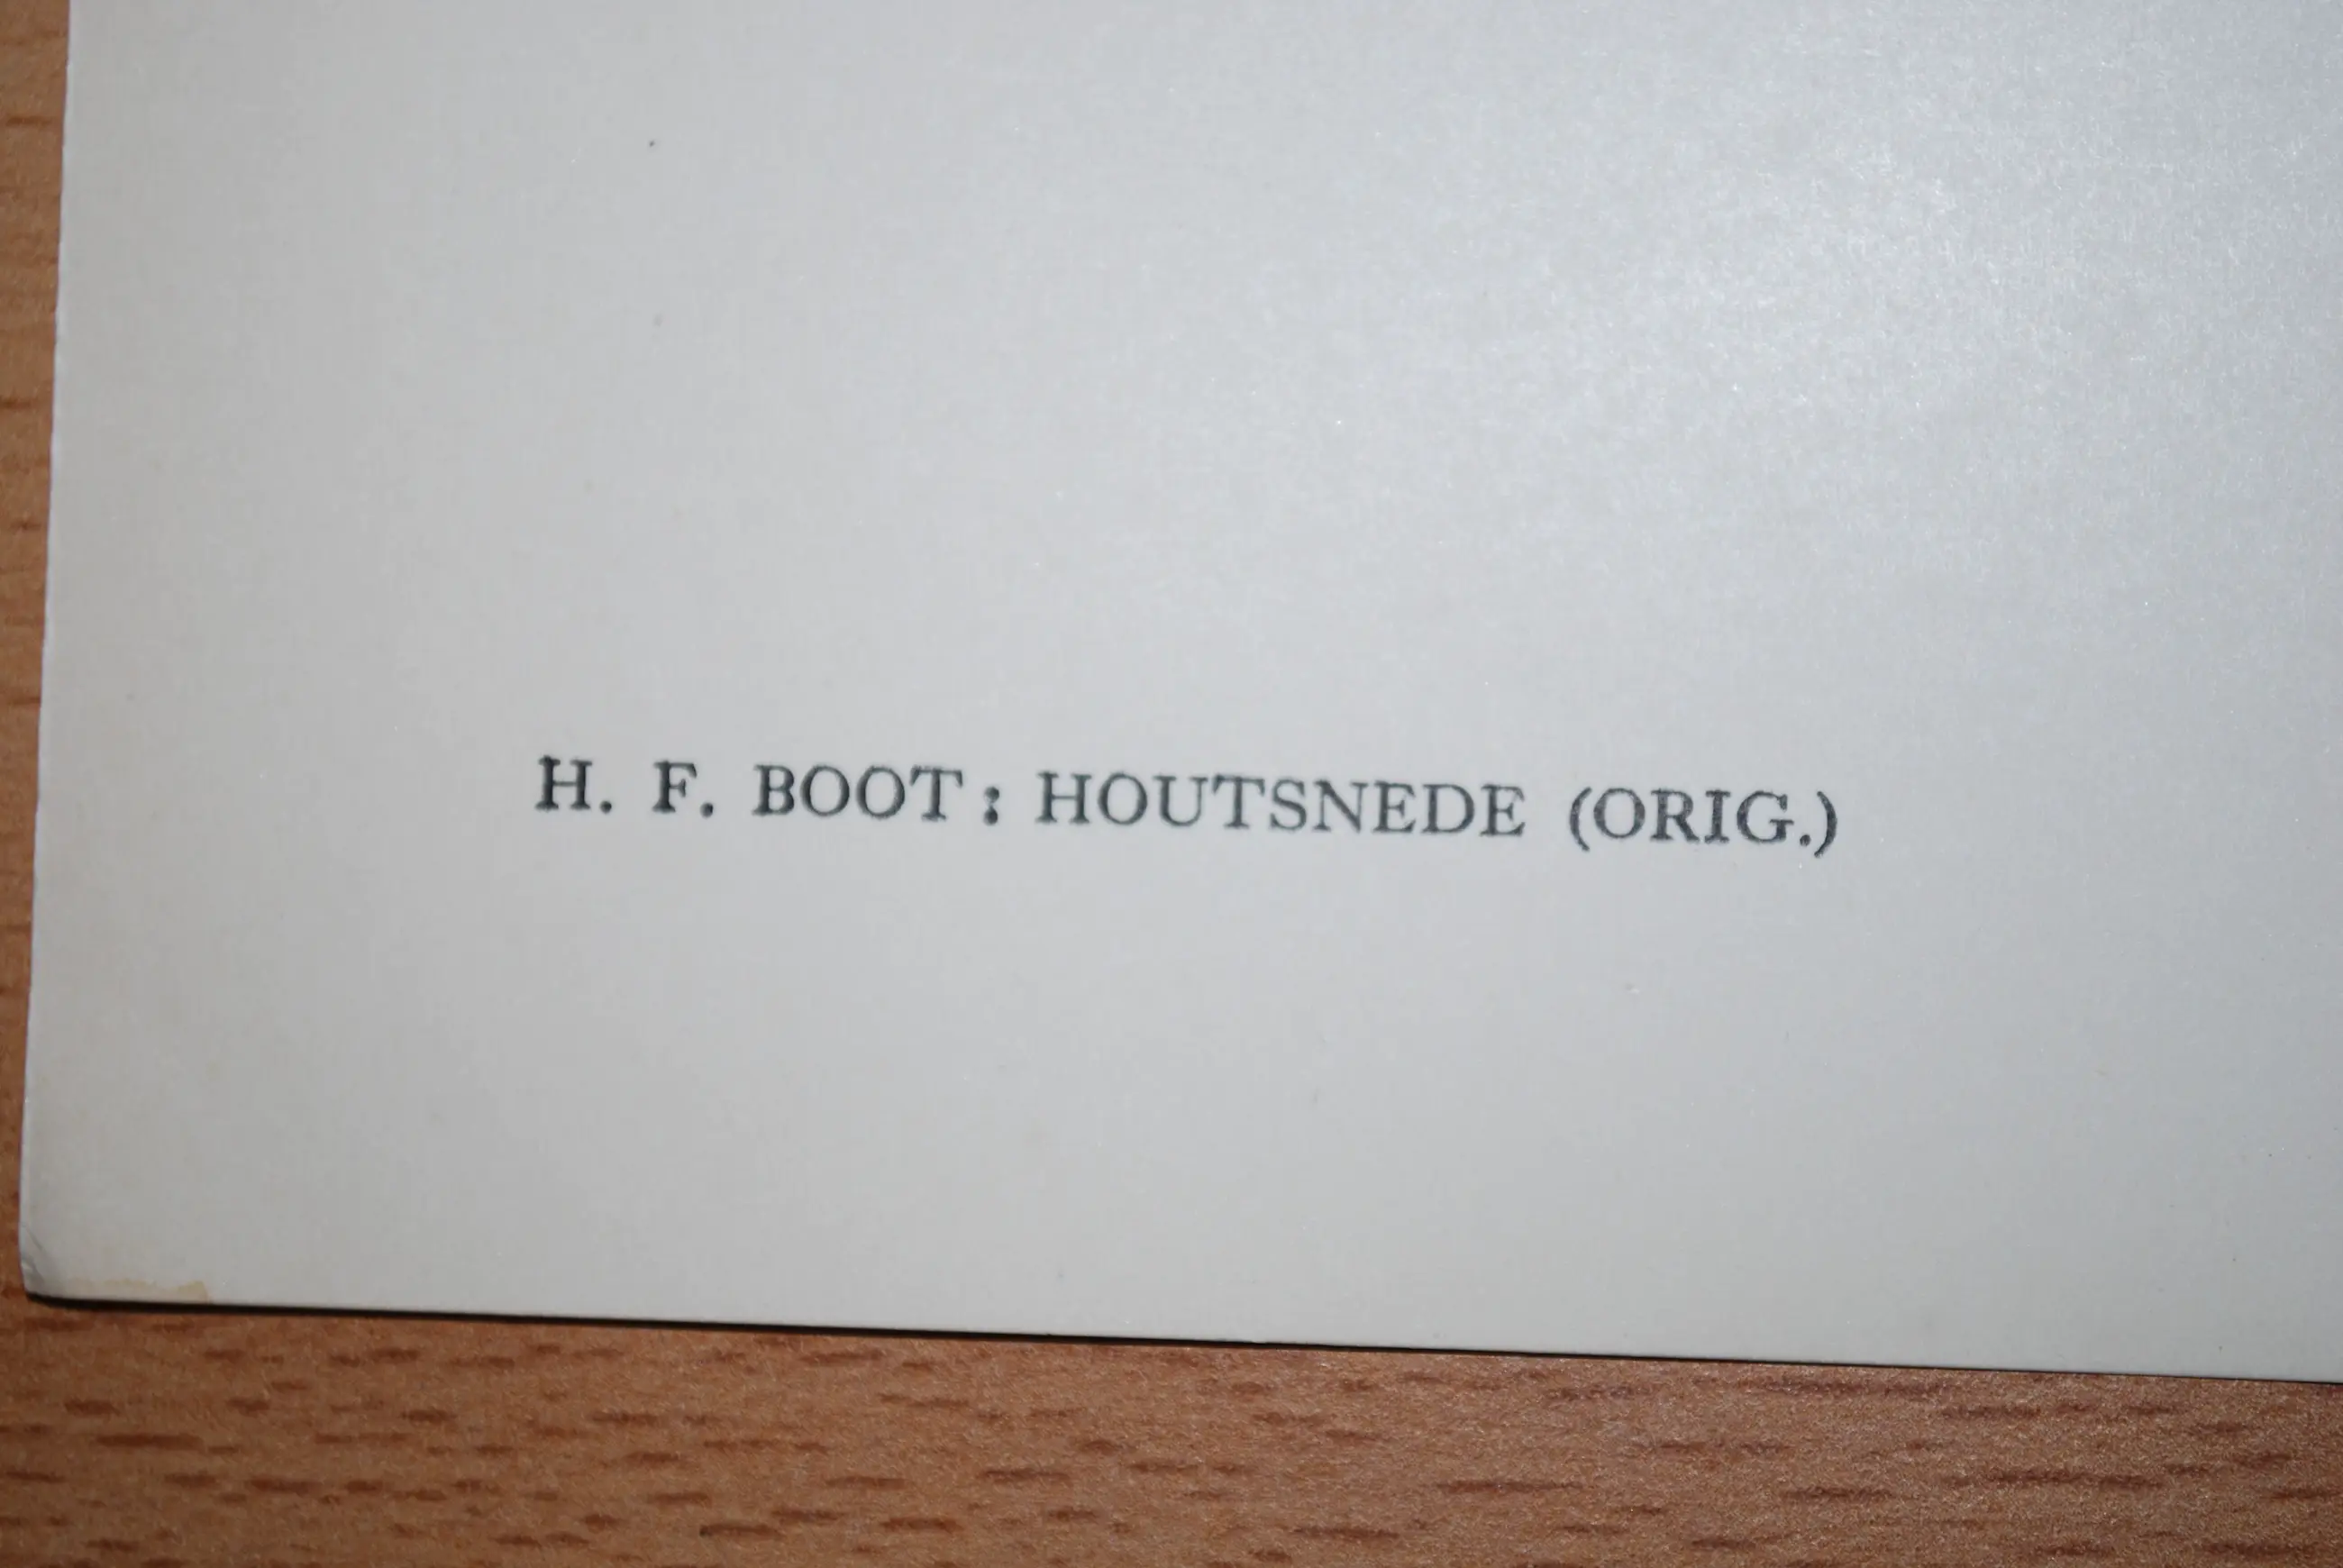 H. F. BOOT: HOUTSNEDE (ORIG.)